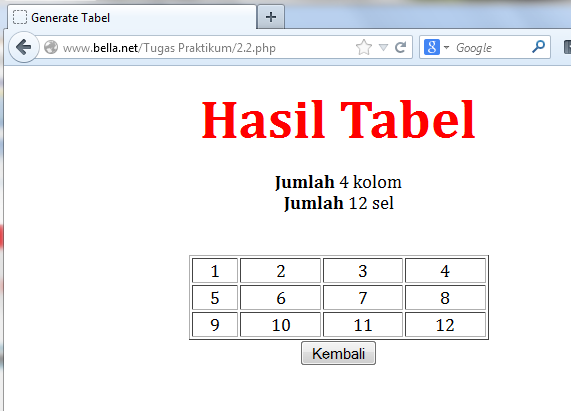 Generate Tabel
www.bella.net/Tugas Praktikum/2.2.php
Google
Hasil Tabel
Jumlah 4 kolom
Jumlah 12 sel
1 2 3 4
5 6 7 8
9 10 11 12
Kembali